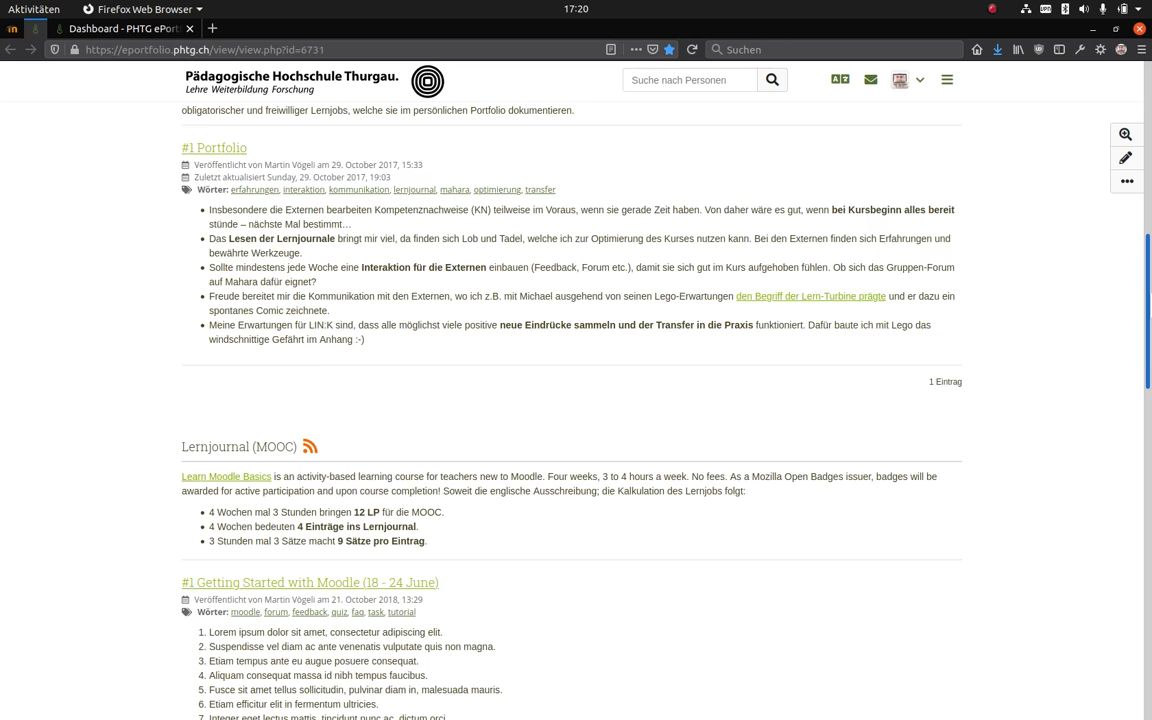 Aktivitäten
Firefox Web Browser
17:20
Dashboard - PHTG ePort
https://eportfolio.phtg.ch/view/view.php?id=6731
Suchen
Pädagogische Hochschule Thurgau.
Lehre Weiterbildung Forschung
Suche nach Personen
obligatorischer und freiwilliger Lernjobs, welche sie im persönlichen Portfolio dokumentieren.
#1 Portfolio
Veröffentlicht von Martin Vögeli am 29. October 2017, 15:33
Zuletzt aktualisiert Sunday, 29. October 2017, 19:03
Wörter: erfahrungen, interaktion, kommunikation, lernjournal, mahara, optimierung, transfer
• Insbesondere die Externen bearbeiten Kompetenznachweise (KN) teilweise im Voraus, wenn sie gerade Zeit haben. Von daher wäre es gut, wenn bei Kursbeginn alles bereit
stünde – nächste Mal bestimmt…
• Das Lesen der Lernjournale bringt mir viel, da finden sich Lob und Tadel, welche ich zur Optimierung des Kurses nutzen kann. Bei den Externen finden sich Erfahrungen und
bewährte Werkzeuge.
• Sollte mindestens jede Woche eine Interaktion für die Externen einbauen (Feedback, Forum etc.), damit sie sich gut im Kurs aufgehoben fühlen. Ob sich das Gruppen-Forum
auf Mahara dafür eignet?
• Freude bereitet mir die Kommunikation mit den Externen, wo ich z.B. mit Michael ausgehend von seinen Lego-Erwartungen den Begriff der Lern-Turbine prägte und er dazu ein
spontanes Comic zeichnete.
• Meine Erwartungen für LIN:K sind, dass alle möglichst viele positive neue Eindrücke sammeln und der Transfer in die Praxis funktioniert. Dafür baute ich mit Lego das
windschnittige Gefährt im Anhang :-)
1 Eintrag
Lernjournal (MOOC)
Learn Moodle Basics is an activity-based learning course for teachers new to Moodle. Four weeks, 3 to 4 hours a week. No fees. As a Mozilla Open Badges issuer, badges will be
awarded for active participation and upon course completion! Soweit die englische Ausschreibung; die Kalkulation des Lernjobs folgt:
• 4 Wochen mal 3 Stunden bringen 12 LP für die MOOC.
• 4 Wochen bedeuten 4 Einträge ins Lernjournal.
• 3 Stunden mal 3 Sätze macht 9 Sätze pro Eintrag.
#1 Getting Started with Moodle (18 - 24 June)
Veröffentlicht von Martin Vögeli am 21. October 2018, 13:29
Wörter: moodle, forum, feedback, quiz, faq, task, tutorial
1. Lorem ipsum dolor sit amet, consectetur adipiscing elit.
2. Suspendisse vel diam ac ante venenatis vulputate quis non magna.
3. Etiam tempus ante eu augue posuere consequat.
4. Aliquam consequat massa id nibh tempus faucibus.
5. Fusce sit amet tellus sollicitudin, pulvinar diam in, malesuada mauris.
6. Etiam efficitur elit in fermentum ultricies.
7. Integer eget lectus mattis, tincidunt nunc ac, dictum orci.